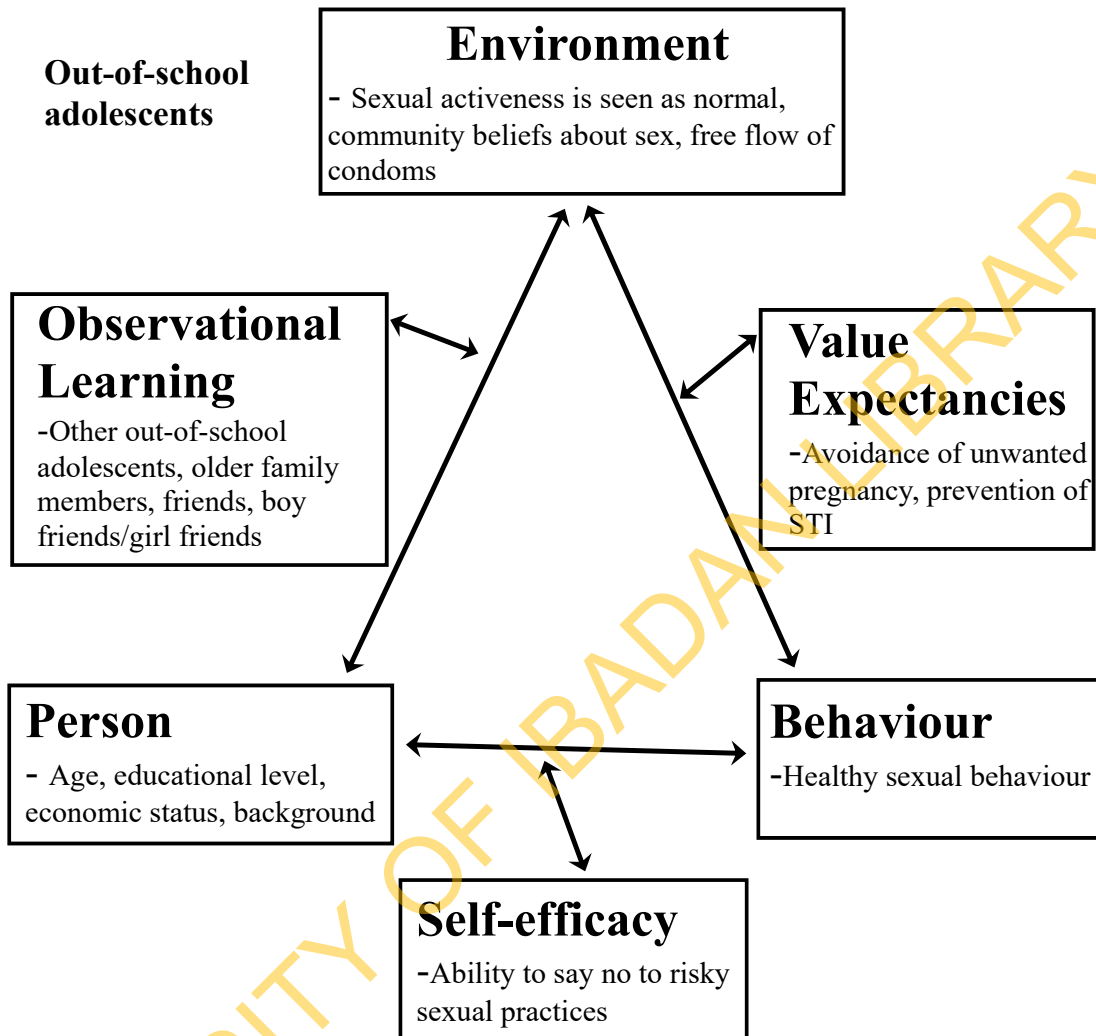 Out-of-school
adolescents
Environment
- Sexual activeness is seen as normal,
community beliefs about sex, free flow of
condoms
Observational
Learning
-Other out-of-school
adolescents, older family
members, friends, boy
friends/girl friends
Value
Expectancies
-Avoidance of unwanted
pregnancy, prevention of
STI
Person
- Age, educational level,
economic status, background
Behaviour
-Healthy sexual behaviour
Self-efficacy
-Ability to say no to risky
sexual practices
OF IBADAN LIBRARY